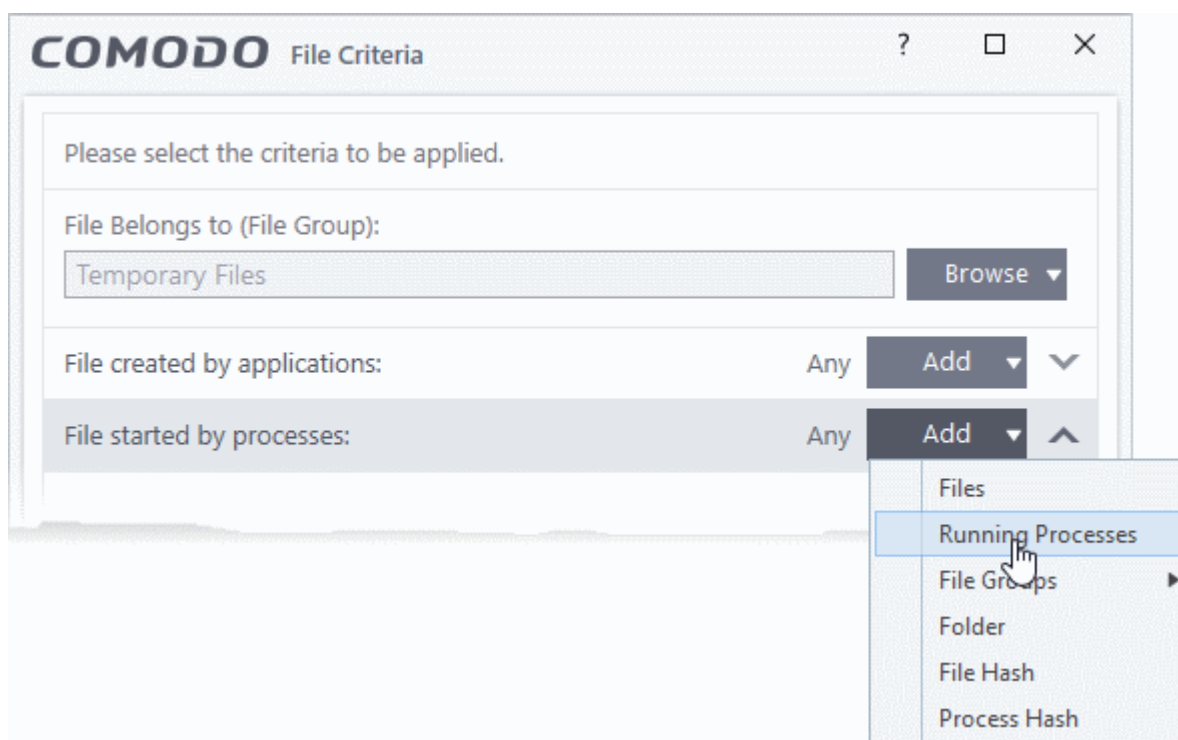 COMODO File Criteria ?
Please select the criteria to be applied.
File Belongs to (File Group):
Temporary Files Browse
File created by applications: Any Add
File started by processes: Any Add
Files
Running Processes
File Groups
Folder
File Hash
Process Hash